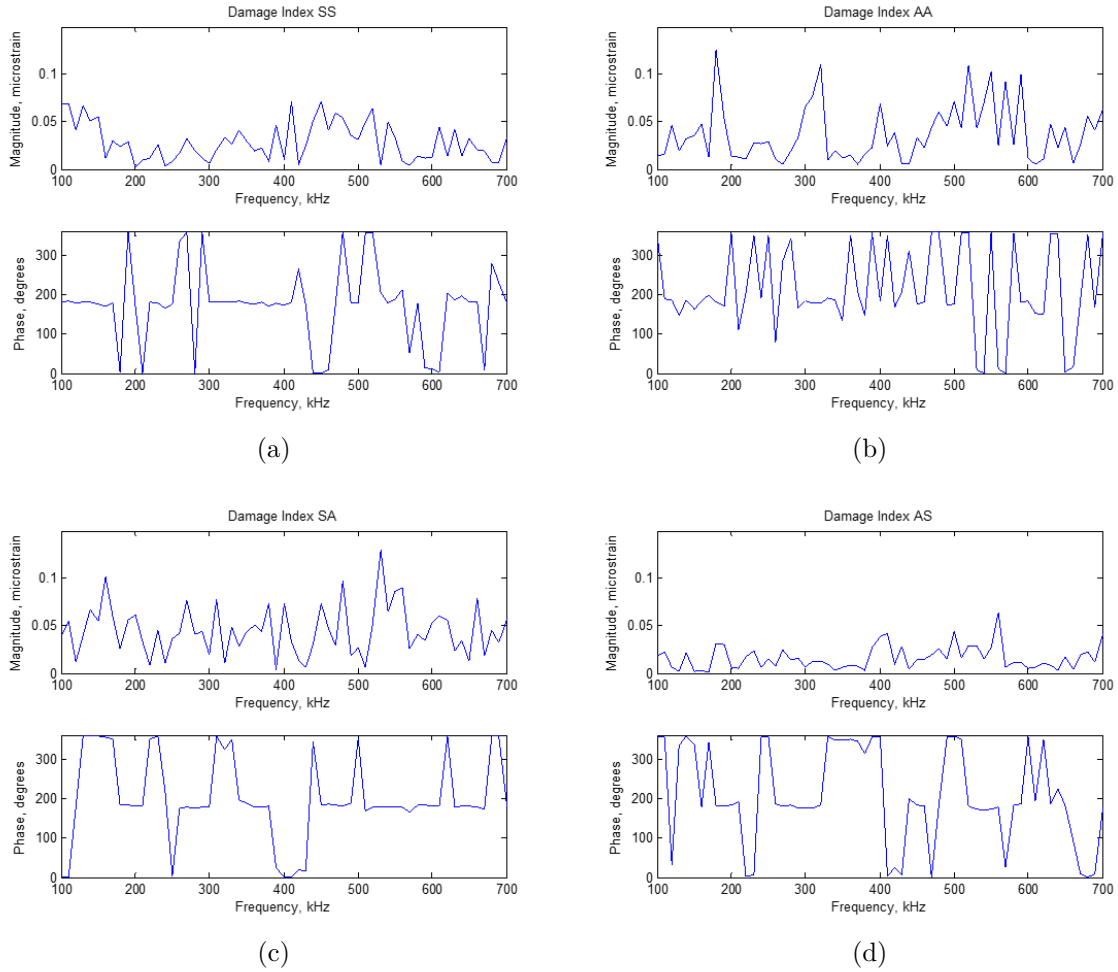 Damage Index SS
Magnitude, microstrain
0.1
0.05
0
100 200 300 400 500 600 700
Frequency, kHz
Phase, degrees
300
200
100
0
100 200 300 400 500 600 700
Frequency, kHz
(a)
Damage Index AA
Magnitude, microstrain
0.1
0.05
0
100 200 300 400 500 600 700
Frequency, kHz
Phase, degrees
300
200
100
0
100 200 300 400 500 600 700
Frequency, kHz
(b)
Damage Index SA
Magnitude, microstrain
0.1
0.05
0
100 200 300 400 500 600 700
Frequency, kHz
Phase, degrees
300
200
100
0
100 200 300 400 500 600 700
Frequency, kHz
(c)
Damage Index AS
Magnitude, microstrain
0.1
0.05
0
100 200 300 400 500 600 700
Frequency, kHz
Phase, degrees
300
200
100
0
100 200 300 400 500 600 700
Frequency, kHz
(d)